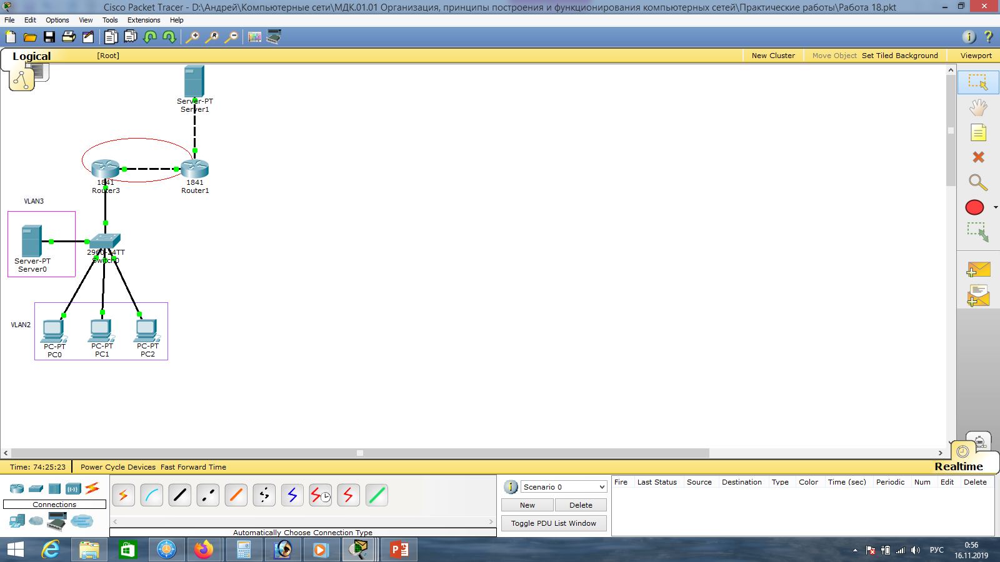 Cisco Packet Tracer - D:\Андрей\Компьютерные сети\МДК.01.01 Организация, принципы построения и функционирования компьютерных сетей\Практические работы\Работа 18.pkt
File Edit Options View Tools Extensions Help
Logical [Root] New Cluster Move Object Set Tiled Background Viewport
Server-PT
Server1
1841
Router3
1841
Router1
VLAN3
Server-PT
Server0
2960-24TT
Switch0
VLAN2
PC-PT
PC0
PC-PT
PC1
PC-PT
PC2
Realtime
Time: 74:25:23 Power Cycle Devices Fast Forward Time
Connections
Automatically Choose Connection Type
Scenario 0
New Delete
Toggle PDU List Window
Fire Last Status Source Destination Type Color Time (sec) Periodic Num Edit Delete
РУС
0:56
16.11.2019